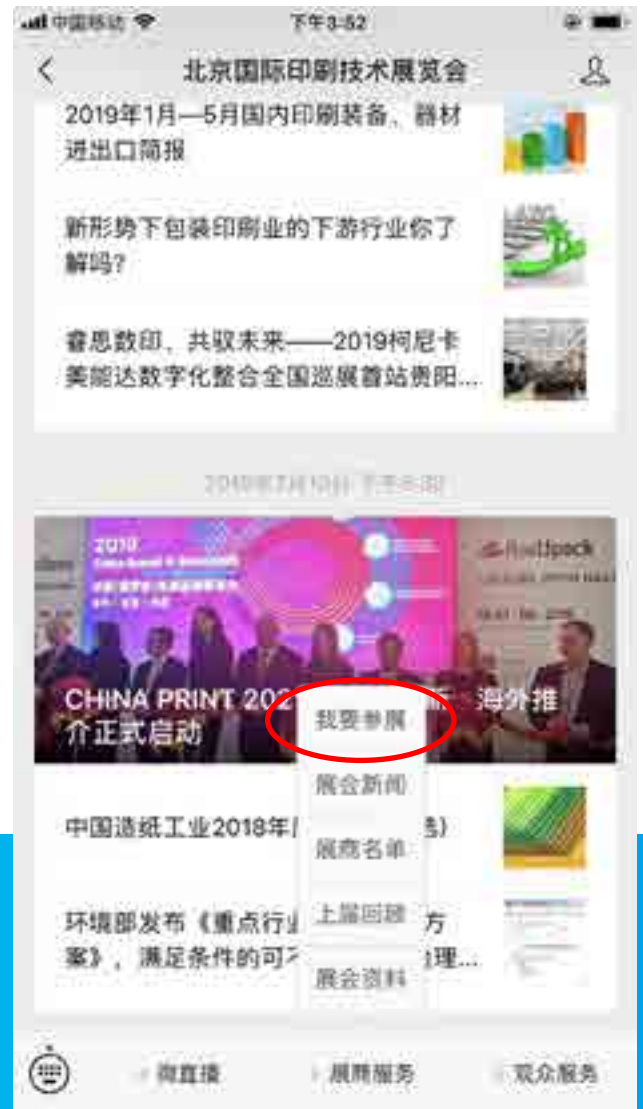 中国移动
下午3:52
北京国际印刷技术展览会
2019年1月—5月国内印刷装备、器材
进出口简报
新形势下包装印刷业的下游行业你了
解吗?
睿思数印、共驭未来——2019柯尼卡
美能达数字化整合全国巡展首站贵阳...
2019
CHINA PRINT 202
海外推
介正式启动
我要参展
展会新闻
中国造纸工业2018年
展商名单
上届回顾
环境部发布《重点行业
方
案》，满足条件的可不
理...
展会资料
微直播
展商服务
观众服务